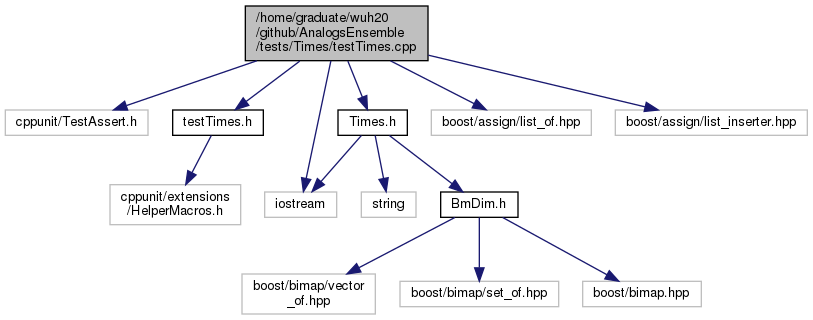 /home/graduate/wuh20
/github/AnalogsEnsemble
/tests/Times/testTimes.cpp
cppunit/TestAssert.h
testTimes.h
Times.h
boost/assign/list_of.hpp
boost/assign/list_inserter.hpp
cppunit/extensions
/HelperMacros.h
iostream
string
BmDim.h
boost/bimap/vector
_of.hpp
boost/bimap/set_of.hpp
boost/bimap.hpp